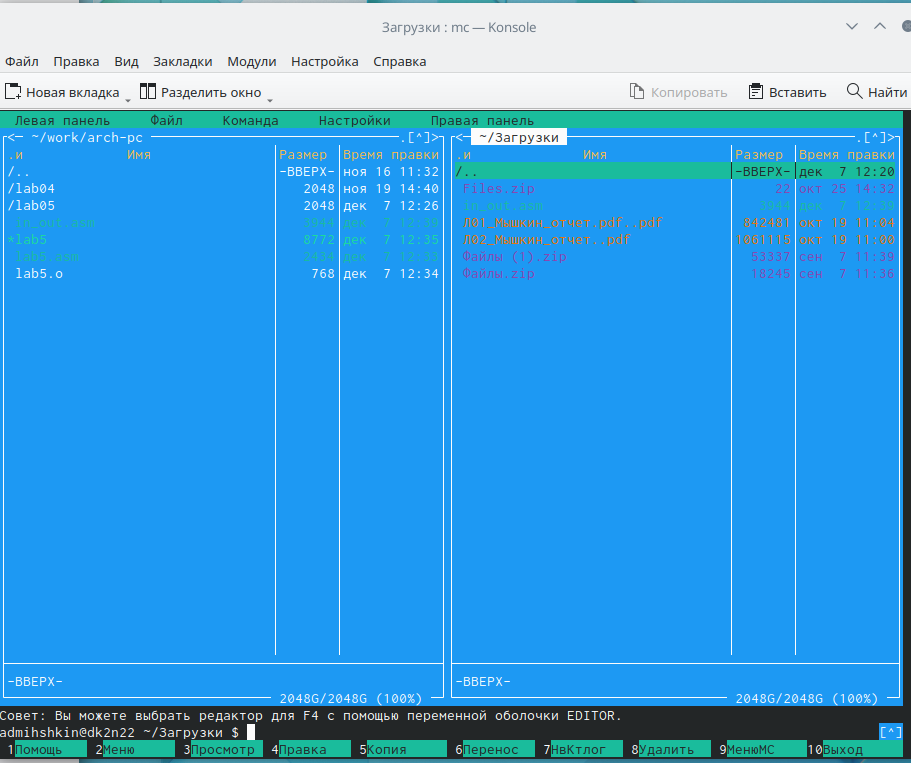 Загрузки : mc — Konsole
Файл Правка Вид Закладки Модули Настройка Справка
Новая вкладка Разделить окно Копировать Вставить Найти
Левая панель Файл Команда Настройки Правая панель
<─ ~/work/arch-pc .[^]> <─ ~/Загрузки .[^]>
.и Имя Размер Время правки .и Имя Размер Время правки
/.. -ВВЕРХ- ноя 16 11:32 /.. -ВВЕРХ- дек 7 12:20
/lab04 2048 ноя 19 14:40 Files.zip 22 окт 25 14:32
/lab05 2048 дек 7 12:26 in_out.asm 3944 дек 7 12:30
in_out.asm 3944 дек 7 12:30 Л01_Мышкин_отчет.pdf..pdf 842481 окт 19 11:04
*lab5 8772 дек 7 12:35 Л02_Мышкин_отчет..pdf 1061115 окт 19 11:00
lab5.asm 2434 дек 7 12:33 Файлы (1).zip 53337 сен 7 11:39
lab5.o 768 дек 7 12:34 Файлы.zip 18245 сен 7 11:36
-ВВЕРХ- -ВВЕРХ-
2048G/2048G (100%) 2048G/2048G (100%)
Совет: Вы можете выбрать редактор для F4 с помощью переменной оболочки EDITOR.
admihshkin@dk2n22 ~/Загрузки $ [^]
1Помощь 2Меню 3Просмотр 4Правка 5Копия 6Перенос 7НвКтлог 8Удалить 9МенюMC 10Выход